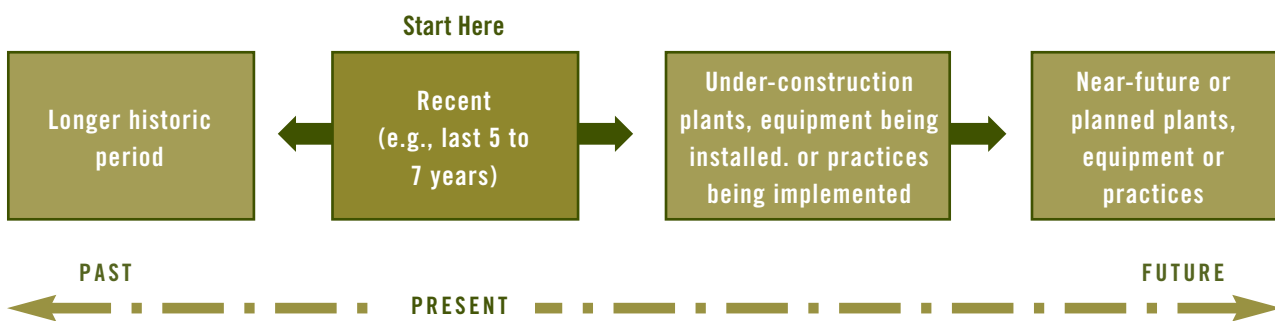 Start Here
Longer historic
period
Recent
(e.g., last 5 to
7 years)
Under-construction
plants, equipment being
installed. or practices
being implemented
Near-future or
planned plants,
equipment or
practices
PAST
PRESENT
FUTURE